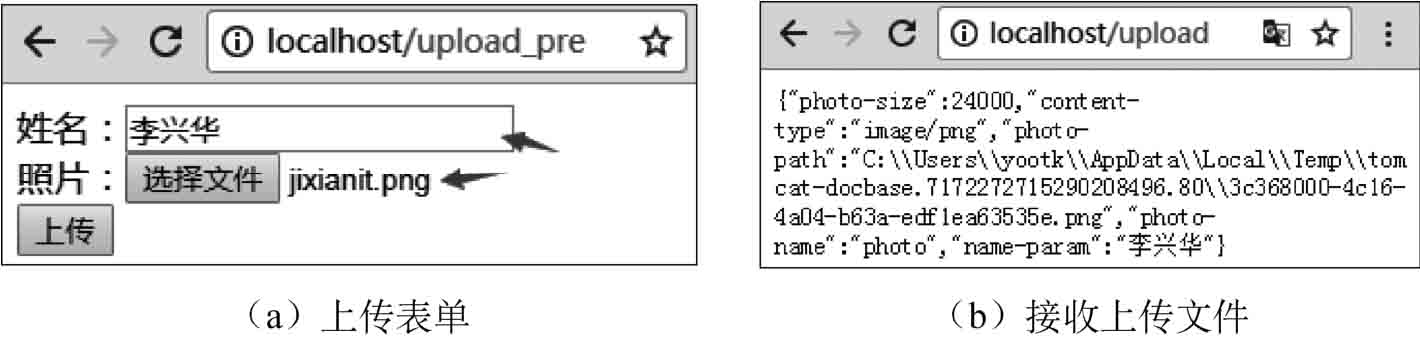 localhost/upload_pre
姓名：李兴华
照片：选择文件 jixianit.png
上传
（a）上传表单
localhost/upload
{"photo-size":24000,"content-
type":"image/png","photo-
path":"C:\\Users\\yootk\\AppData\\Local\\Temp\\tom
cat-docbase.7172272715290208496.80\\3c368000-4c16-
4a04-b63a-edf1ea63535e.png","photo-
name":"photo","name-param":"李兴华"}
（b）接收上传文件